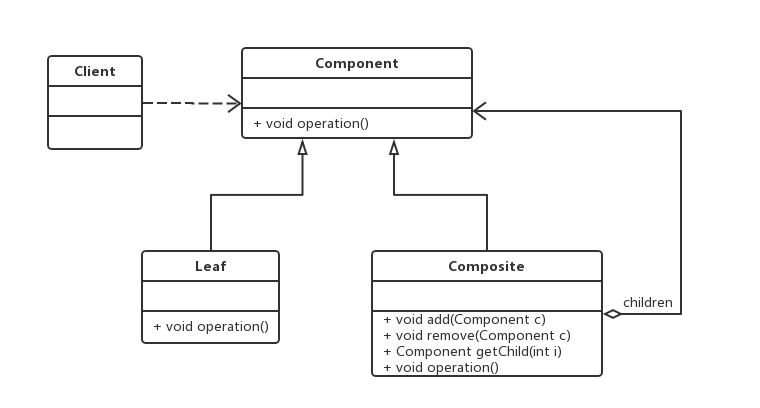 Client
Component
+ void operation()
Leaf
+ void operation()
Composite
+ void add(Component c)
+ void remove(Component c)
+ Component getChild(int i)
+ void operation()
children